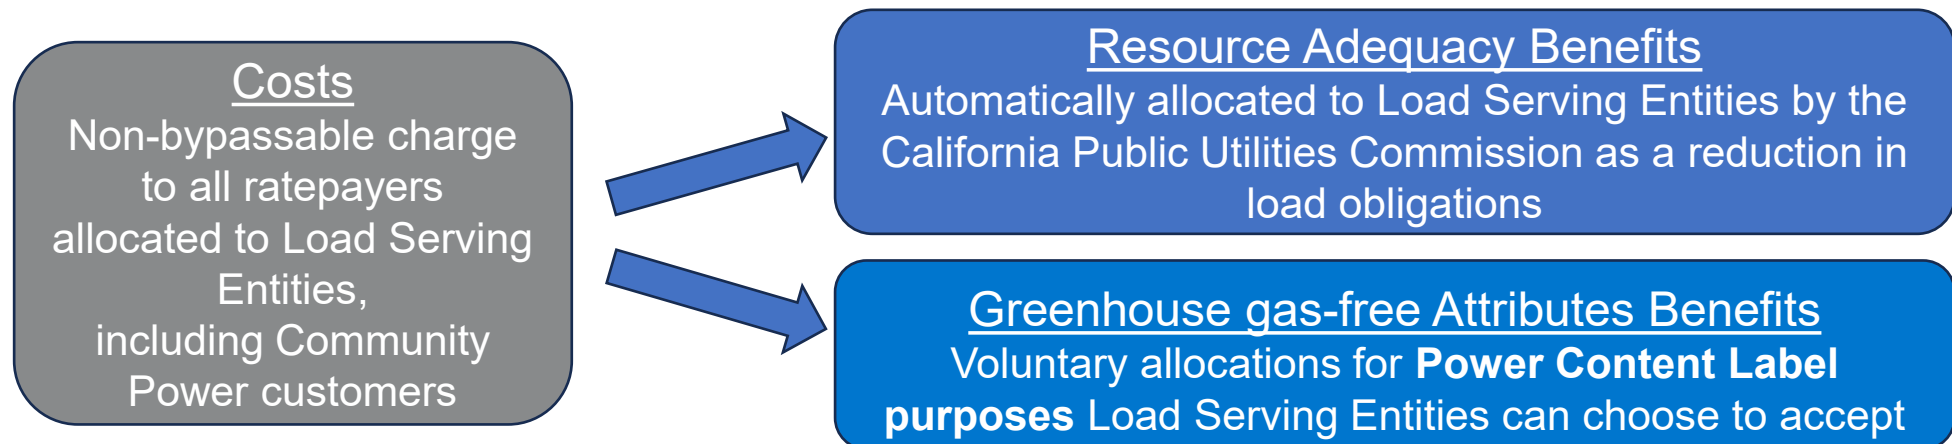 Costs
Non-bypassable charge
to all ratepayers
allocated to Load Serving
Entities,
including Community
Power customers
Resource Adequacy Benefits
Automatically allocated to Load Serving Entities by the
California Public Utilities Commission as a reduction in
load obligations
Greenhouse gas-free Attributes Benefits
Voluntary allocations for Power Content Label
purposes Load Serving Entities can choose to accept